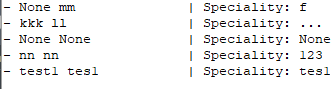 - None mm | Speciality: f
- kkk ll | Speciality: ...
- None None | Speciality: None
- nn nn | Speciality: 123
- test1 tes1 | Speciality: tes1